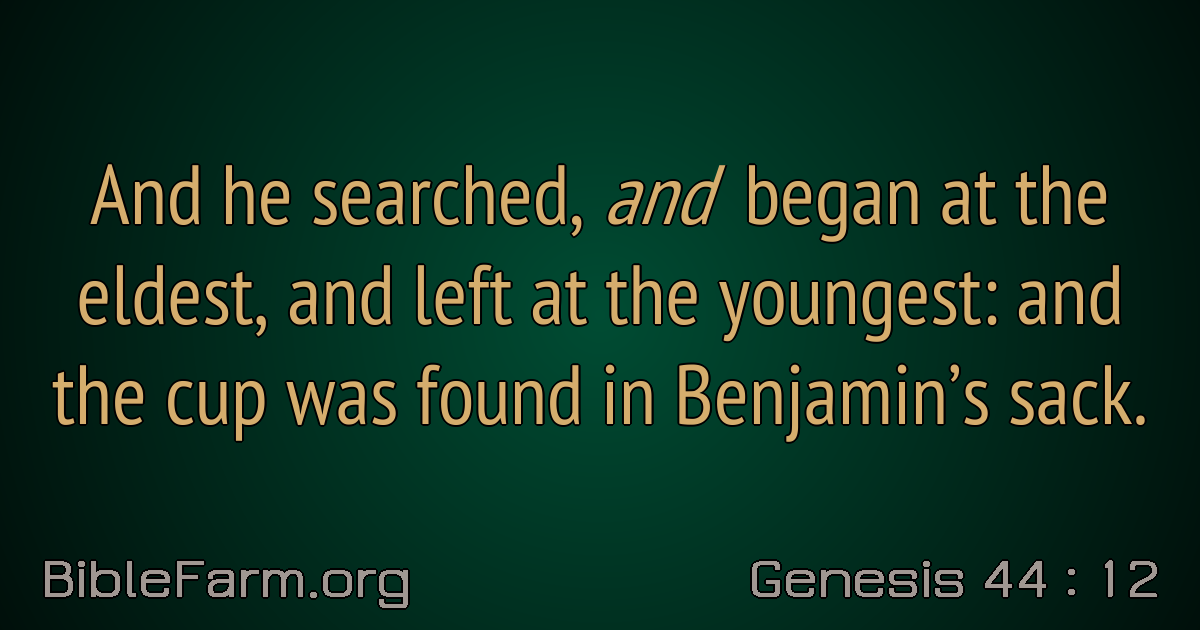 And he searched, and began at the
eldest, and left at the youngest: and
the cup was found in Benjamin’s sack.
BibleFarm.org
Genesis 44 : 12